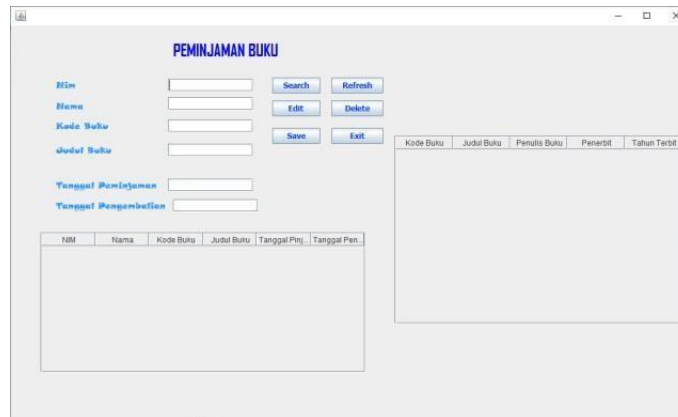 PEMINJAMAN BUKU
Nim
Search Refresh
Nama
Edit Delete
Kode Buku
Save Exit
Judul Buku
Tanggal Peminjaman
Tanggal Pengembalian
NIM Nama Kode Buku Judul Buku Tanggal Pinj... Tanggal Pen...
Kode Buku Judul Buku Penulis Buku Penerbit Tahun Terbit